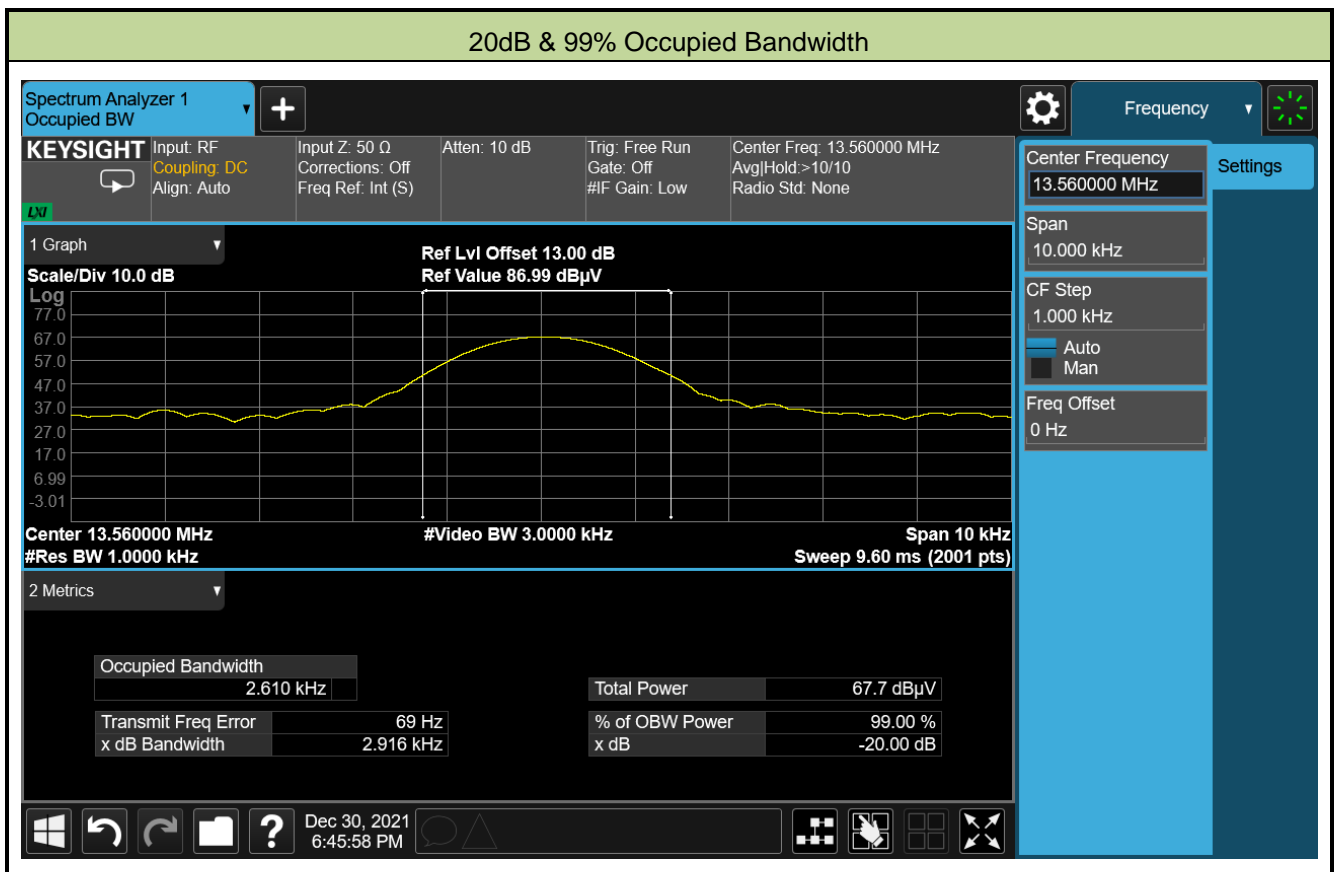 20dB & 99% Occupied Bandwidth
Spectrum Analyzer 1
Occupied BW
Frequency
KEYSIGHT
LXI
Input: RF
Coupling: DC
Align: Auto
Input Z: 50 Ω
Corrections: Off
Freq Ref: Int (S)
Atten: 10 dB
Trig: Free Run
Gate: Off
#IF Gain: Low
Center Freq: 13.560000 MHz
Avg|Hold:>10/10
Radio Std: None
Center Frequency
13.560000 MHz
Settings
Span
10.000 kHz
CF Step
1.000 kHz
Auto
Man
Freq Offset
0 Hz
1 Graph
Scale/Div 10.0 dB
Ref Lvl Offset 13.00 dB
Ref Value 86.99 dBµV
Log
77.0
67.0
57.0
47.0
37.0
27.0
17.0
6.99
-3.01
Center 13.560000 MHz
#Res BW 1.0000 kHz
#Video BW 3.0000 kHz
Span 10 kHz
Sweep 9.60 ms (2001 pts)
2 Metrics
Occupied Bandwidth
2.610 kHz
Transmit Freq Error 69 Hz
x dB Bandwidth 2.916 kHz
Total Power 67.7 dBµV
% of OBW Power 99.00 %
x dB -20.00 dB
?
Dec 30, 2021
6:45:58 PM